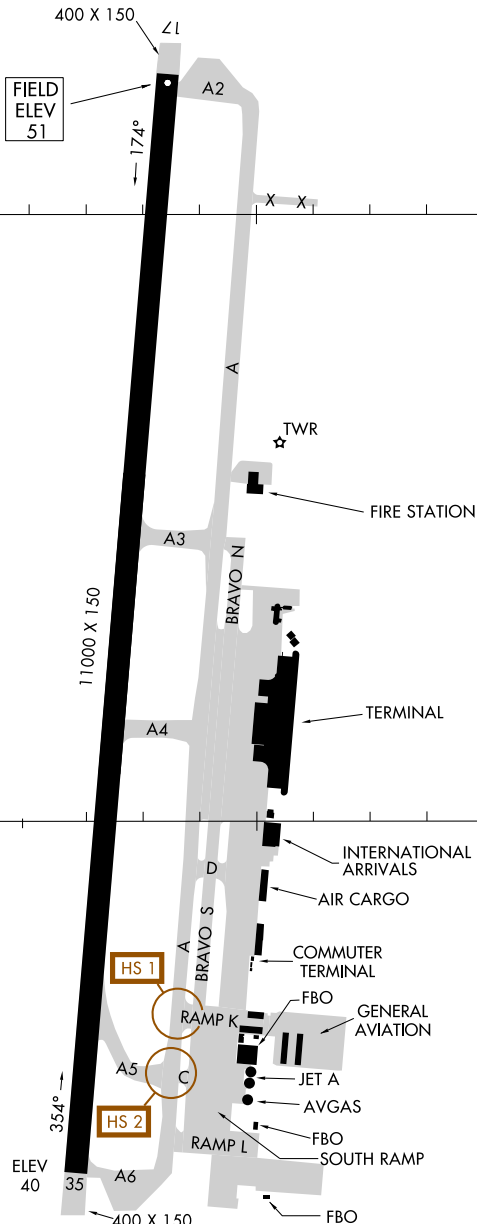 400 X 150
17
FIELD
ELEV
51
A2
174°
X X
A
TWR
FIRE STATION
A3
BRAVO N
11000 X 150
TERMINAL
A4
INTERNATIONAL
ARRIVALS
D
AIR CARGO
A
BRAVO S
COMMUTER
TERMINAL
HS 1
FBO
RAMP K
GENERAL
AVIATION
A5
C
JET A
354°
AVGAS
HS 2
FBO
RAMP L
SOUTH RAMP
ELEV
40
35
A6
FBO
400 X 150